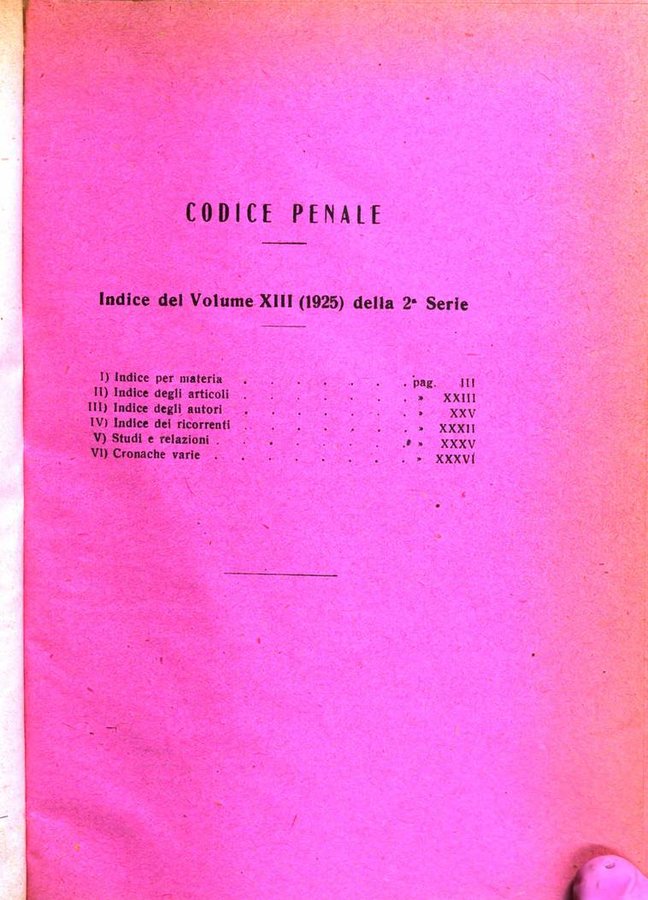 CODICE PENALE
Indice del Volume XIII (1925) della 2ª Serie
I) Indice per materia . . . . . . . pag. III
II) Indice degli articoli . . . . . . . » XXIII
III) Indice degli autori . . . . . . . » XXV
IV) Indice dei ricorrenti . . . . . . . » XXXII
V) Studi e relazioni . . . . . . . » XXXV
VI) Cronache varie . . . . . . . . » XXXVI